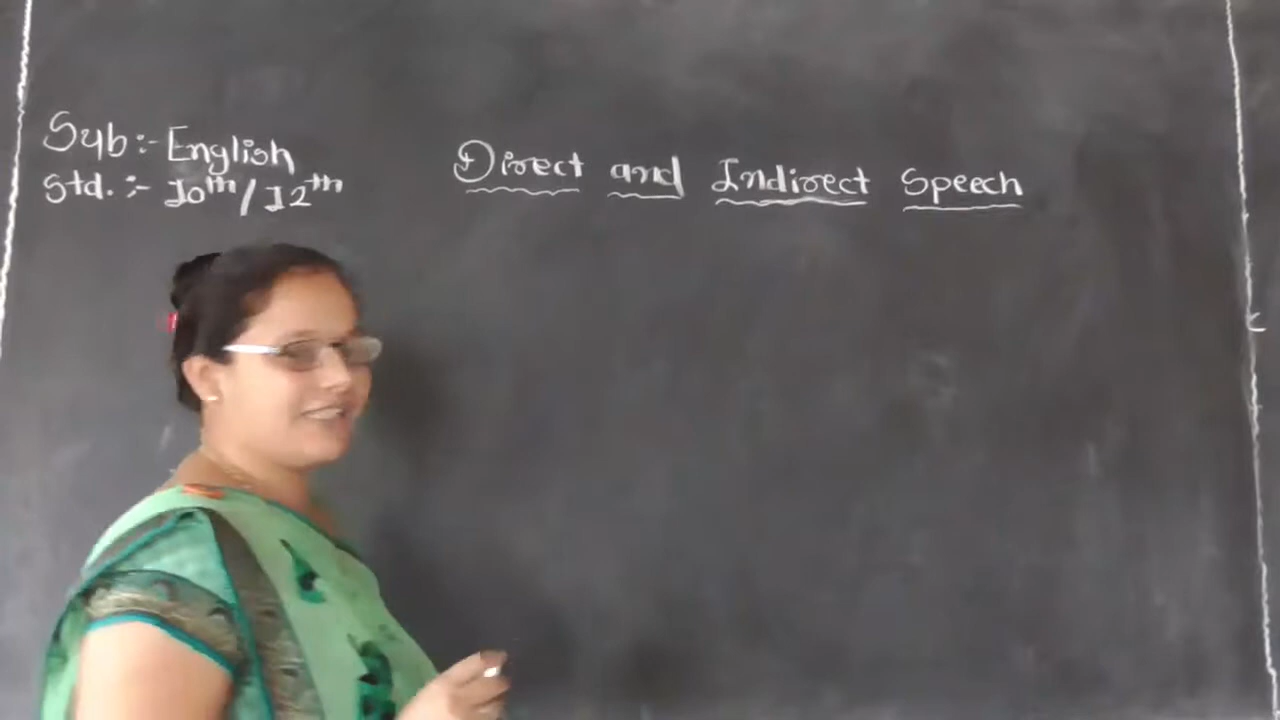 Sub:- English
Std. :- 10th/12th
Direct and Indirect Speech